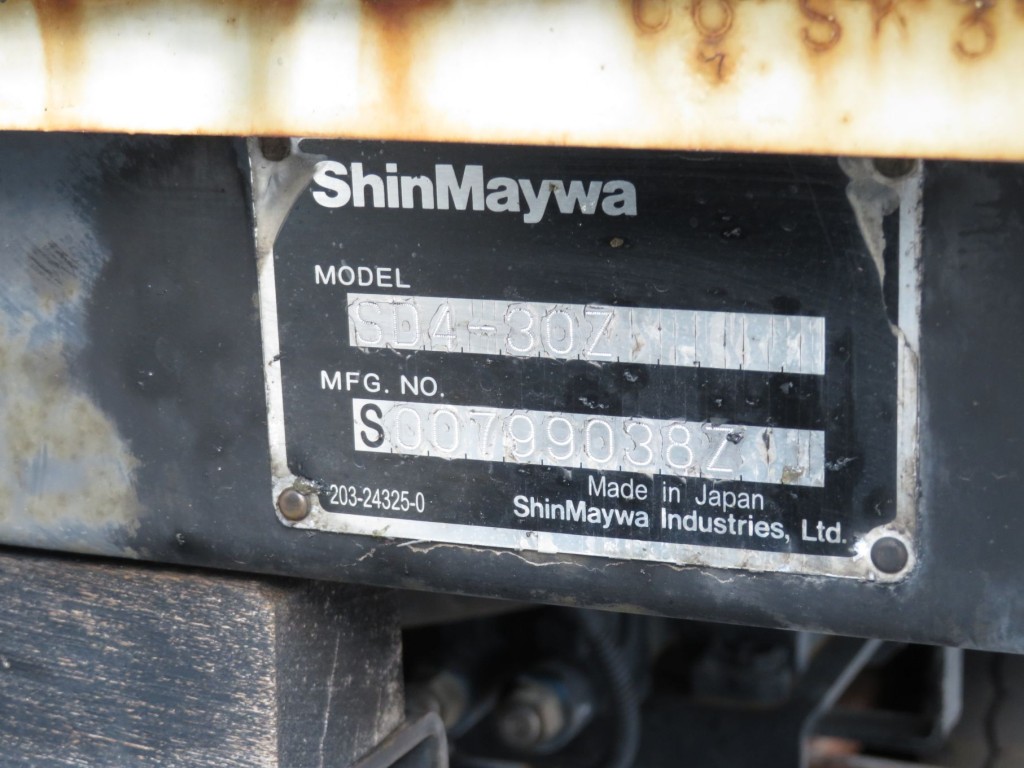 ShinMaywa
MODEL
SD4-30Z
MFG. NO.
S00799038Z
203-24325-0
Made in Japan
ShinMaywa Industries, Ltd.